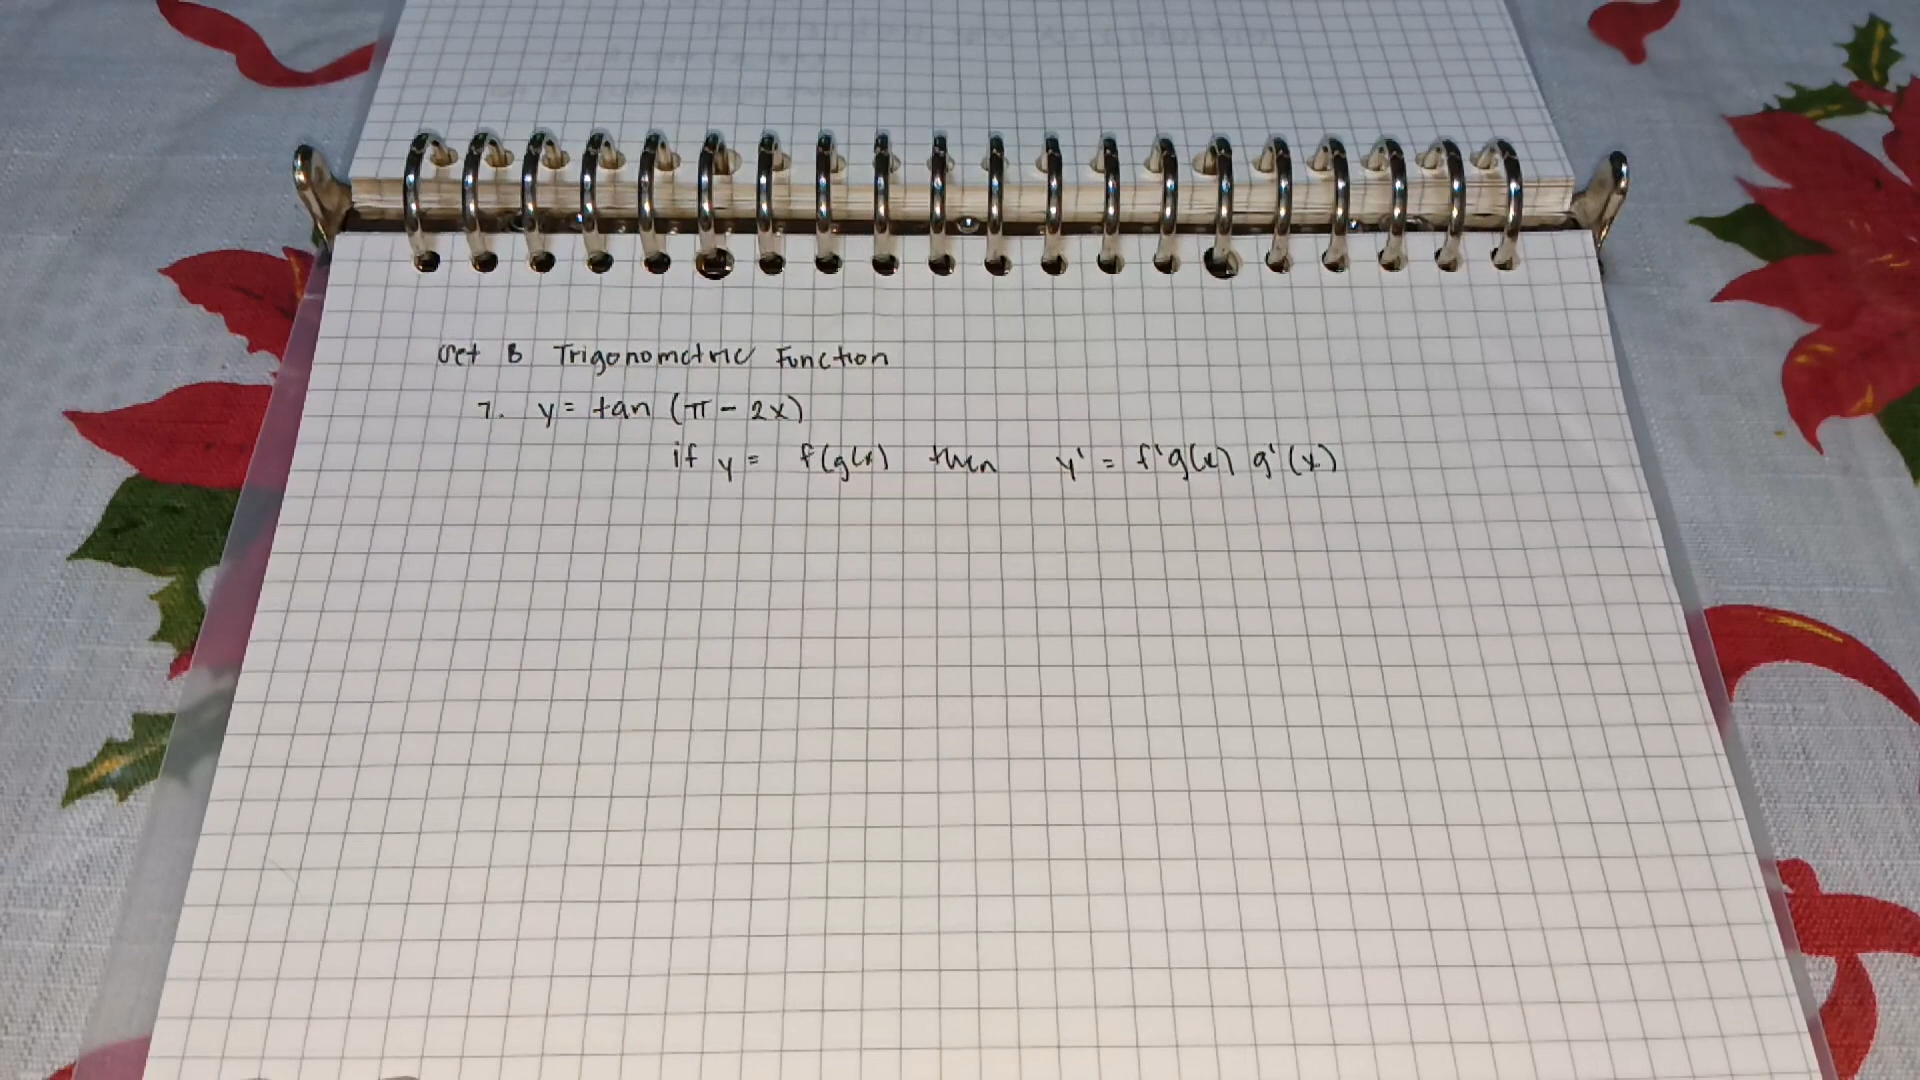 Set B Trigonometric Function
7. y = tan (π - 2x)
if y = f(g(x) then y' = f'g(x) g'(x)